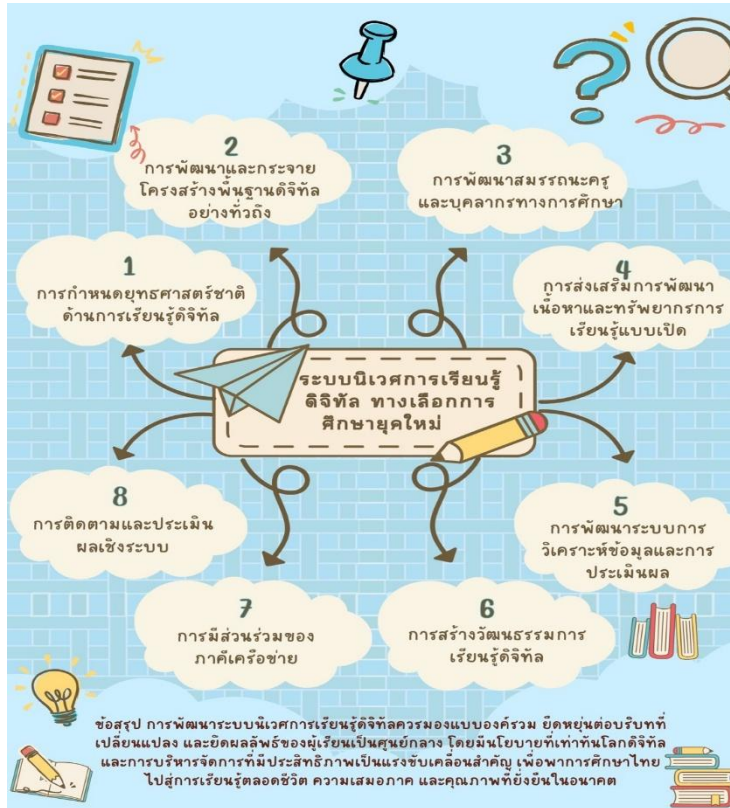 ระบบนิเวศการเรียนรู้
ดิจิทัล ทางเลือกการ
ศึกษายุคใหม่
1
การกำหนดยุทธศาสตร์ชาติ
ด้านการเรียนรู้ดิจิทัล
2
การพัฒนาและกระจาย
โครงสร้างพื้นฐานดิจิทัล
อย่างทั่วถึง
3
การพัฒนาสมรรถนะครู
และบุคลากรทางการศึกษา
4
การส่งเสริมการพัฒนา
เนื้อหาและทรัพยากรการ
เรียนรู้แบบเปิด
5
การพัฒนาระบบการ
วิเคราะห์ข้อมูลและการ
ประเมินผล
6
การสร้างวัฒนธรรมการ
เรียนรู้ดิจิทัล
7
การมีส่วนร่วมของ
ภาคีเครือข่าย
8
การติดตามและประเมิน
ผลเชิงระบบ
ข้อสรุป การพัฒนาระบบนิเวศการเรียนรู้ดิจิทัลควรมองแบบองค์รวม ยืดหยุ่นต่อบริบทที่
เปลี่ยนแปลง และยึดผลลัพธ์ของผู้เรียนเป็นศูนย์กลาง โดยมีนโยบายที่เท่าทันโลกดิจิทัล
และการบริหารจัดการที่มีประสิทธิภาพเป็นแรงขับเคลื่อนสำคัญ เพื่อพาการศึกษาไทย
ไปสู่การเรียนรู้ตลอดชีวิต ความเสมอภาค และคุณภาพที่ยั่งยืนในอนาคต